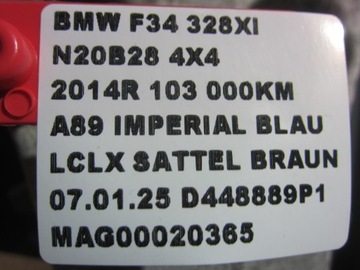 BMW F34 328XI
N20B28 4X4
2014R 103 000KM
A89 IMPERIAL BLAU
LCLX SATTEL BRAUN
07.01.25 D448889P1
MAG00020365